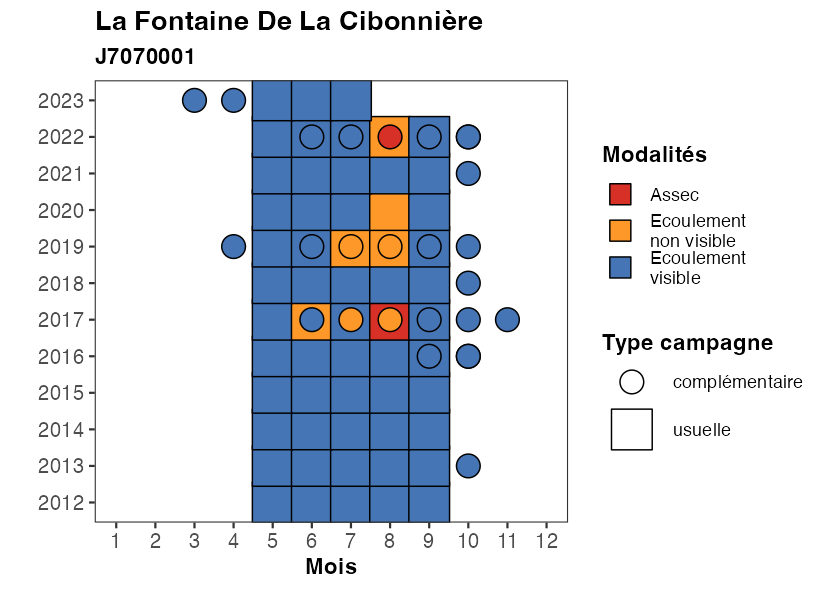 La Fontaine De La Cibonnière
J7070001
2023
2022
2021
2020
2019
2018
2017
2016
2015
2014
2013
2012
1 2 3 4 5 6 7 8 9 10 11 12
Mois
Modalités
Assec
Ecoulement
non visible
Ecoulement
visible
Type campagne
complémentaire
usuelle